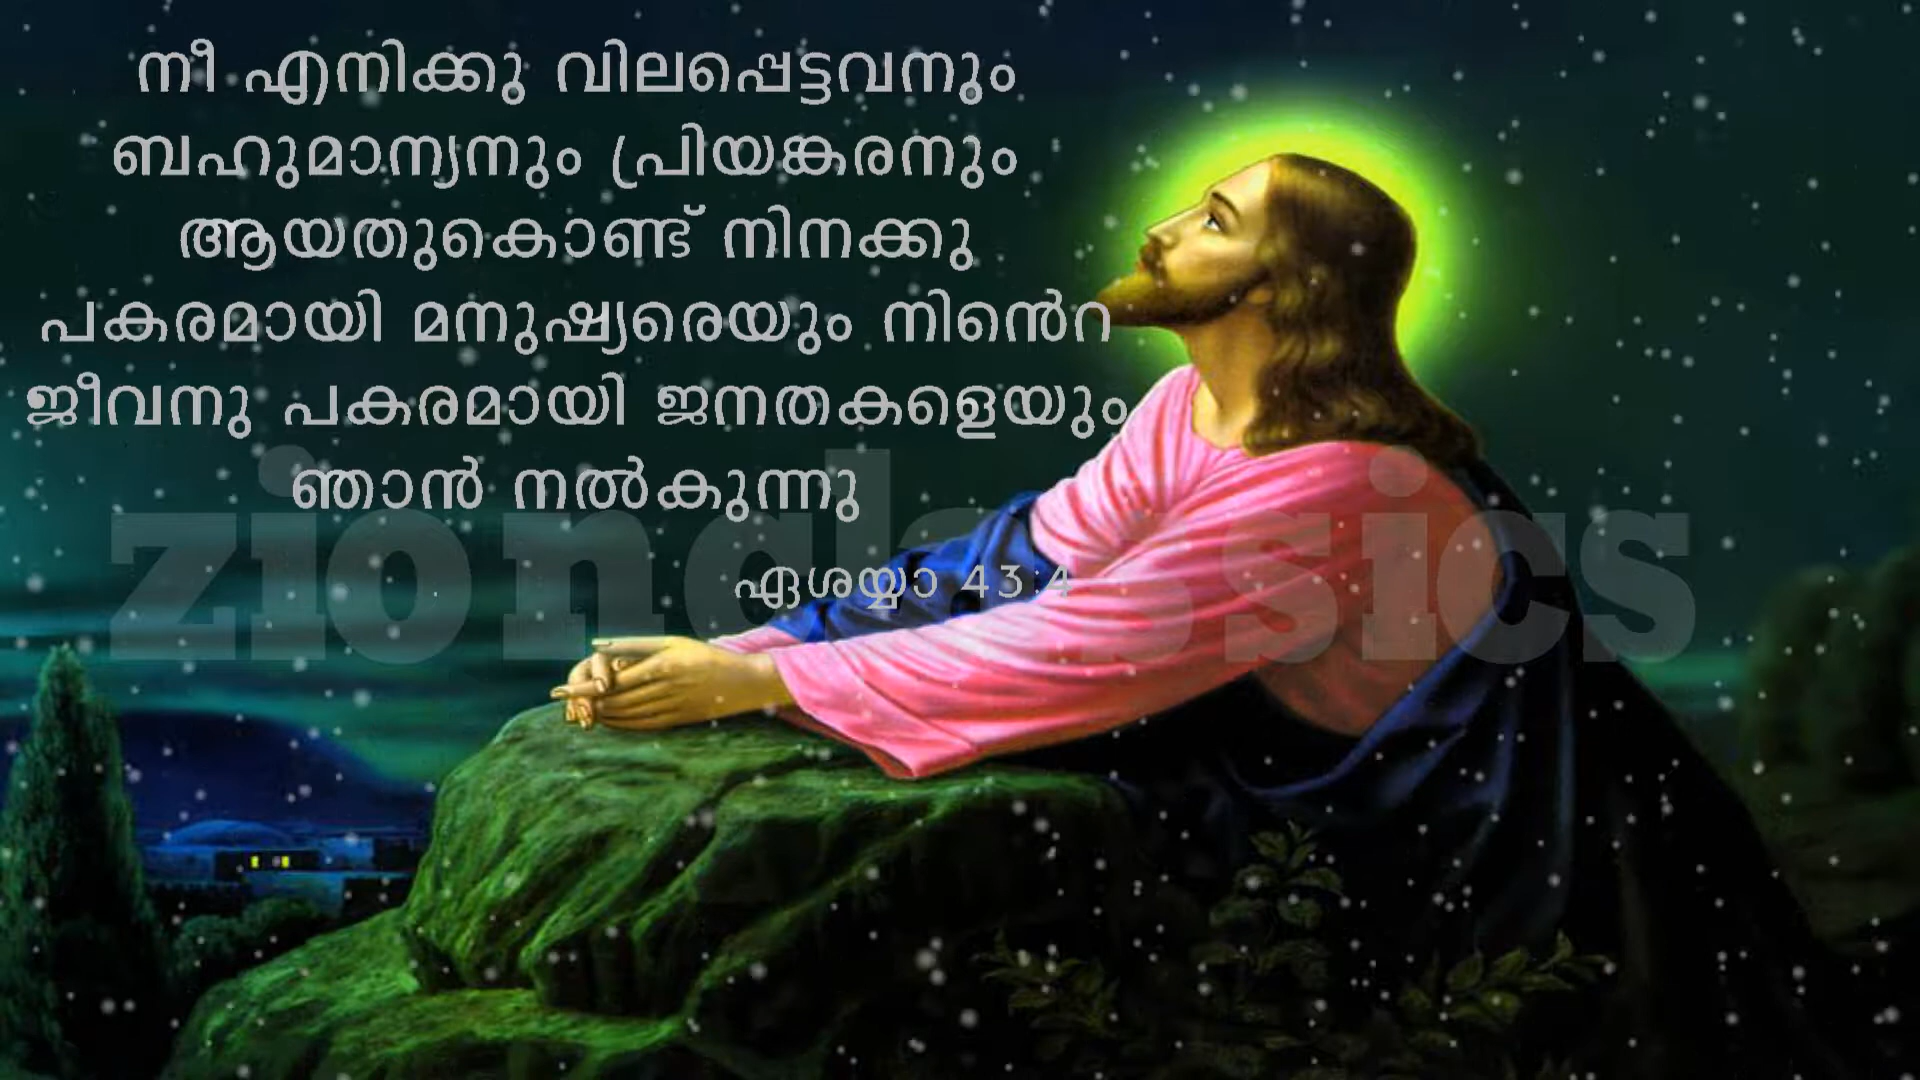 നീ എനിക്കു വിലപ്പെട്ടവനും
ബഹുമാന്യനും പ്രിയങ്കരനും
ആയതുകൊണ്ട് നിനക്കു
പകരമായി മനുഷ്യരെയും നിൻെറ
ജീവനു പകരമായി ജനതകളെയും
ഞാൻ നൽകുന്നു
ഏശയ്യാ 43:4
zionclassics